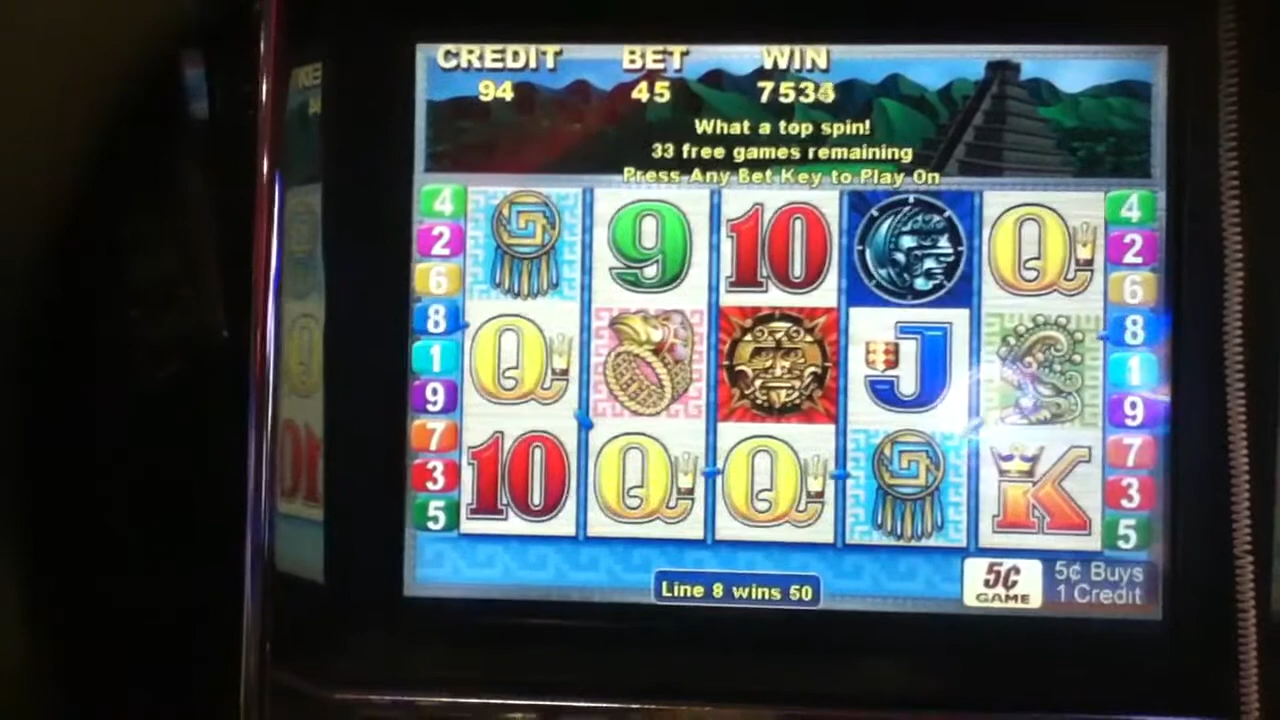 CREDIT BET WIN
94 45
What a top spin!
33 free games remaining
Press Any Bet Key to Play On
4 9 10 Q 4
2 2
6 6
8 8
1 Q J 1
9 9
7 7
3 10 Q Q K 3
5 5
Line 8 wins 50
5¢ GAME
5¢ Buys
1 Credit